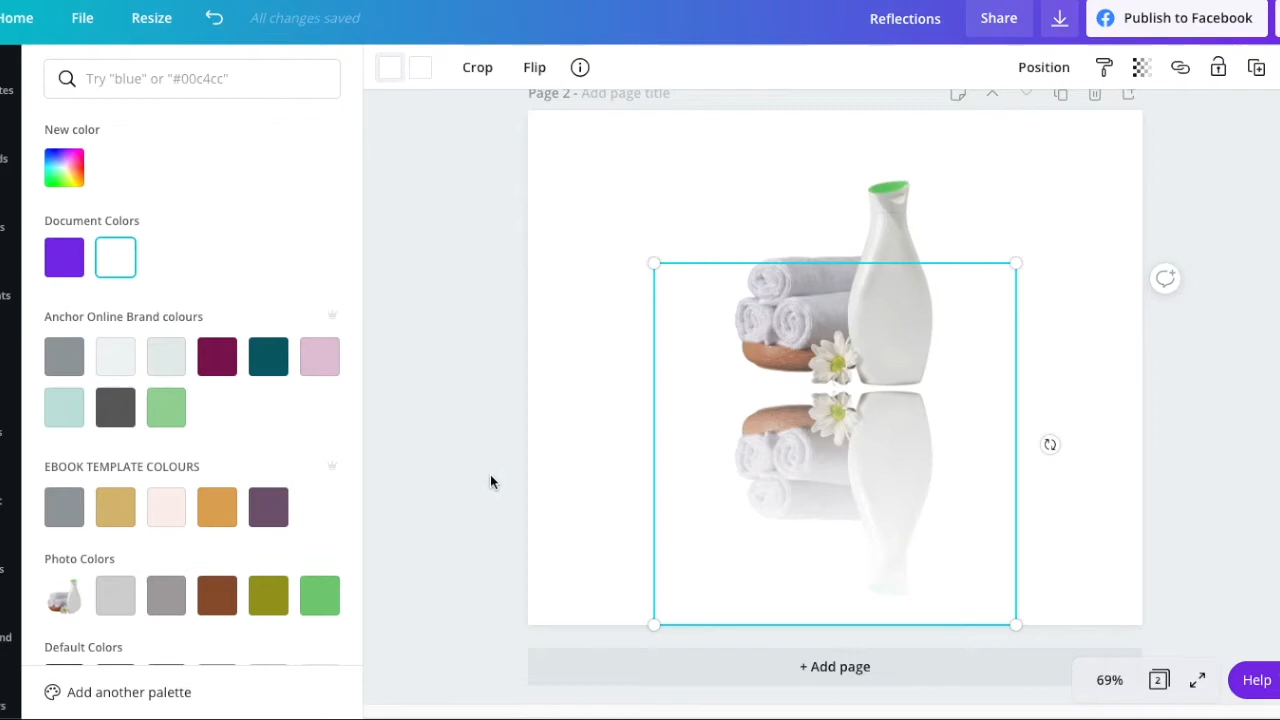 Home File Resize All changes saved Reflections Share Publish to Facebook
Try "blue" or "#00c4cc"
Crop Flip Position
Page 2 - Add page title
New color
Document Colors
Anchor Online Brand colours
EBOOK TEMPLATE COLOURS
Photo Colors
Default Colors
Add another palette
+ Add page
69% 2 Help